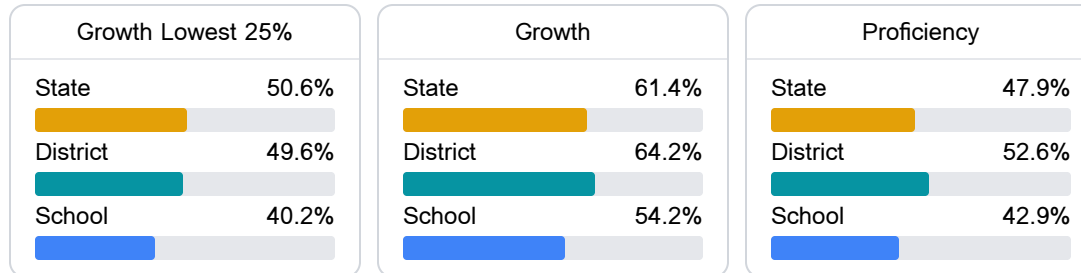 Growth Lowest 25%
State 50.6%
District 49.6%
School 40.2%
Growth
State 61.4%
District 64.2%
School 54.2%
Proficiency
State 47.9%
District 52.6%
School 42.9%